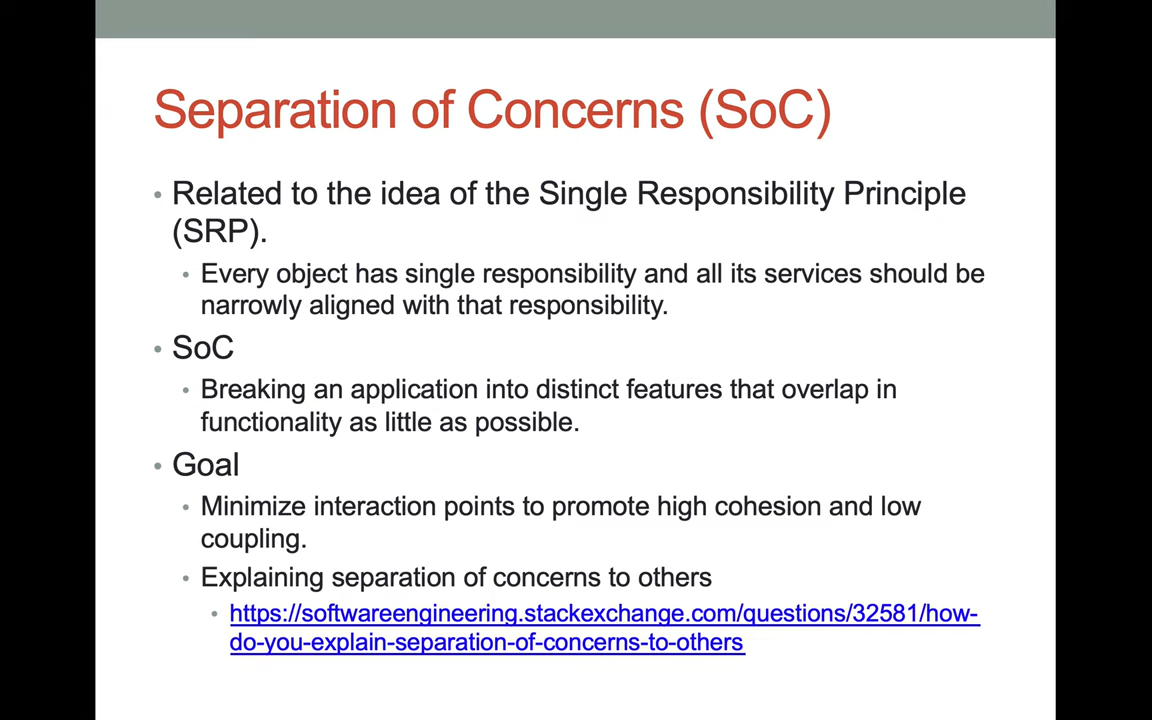 Separation of Concerns (SoC)
• Related to the idea of the Single Responsibility Principle
(SRP).
• Every object has single responsibility and all its services should be
narrowly aligned with that responsibility.
• SoC
• Breaking an application into distinct features that overlap in
functionality as little as possible.
• Goal
• Minimize interaction points to promote high cohesion and low
coupling.
• Explaining separation of concerns to others
• https://softwareengineering.stackexchange.com/questions/32581/how-
do-you-explain-separation-of-concerns-to-others